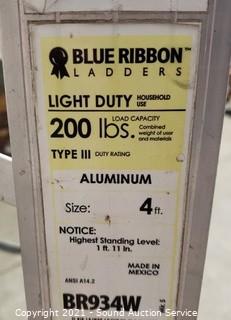 BLUE RIBBON™
LADDERS
LIGHT DUTY HOUSEHOLD USE
LOAD CAPACITY
200 lbs. Combined weight of user and materials
TYPE III DUTY RATING
ALUMINUM
Size: 4 ft.
NOTICE:
Highest Standing Level:
1 ft. 11 In.
MADE IN
MEXICO
ANSI A14.2
BR934W
Copyright © 2021 - Sound Auction Service